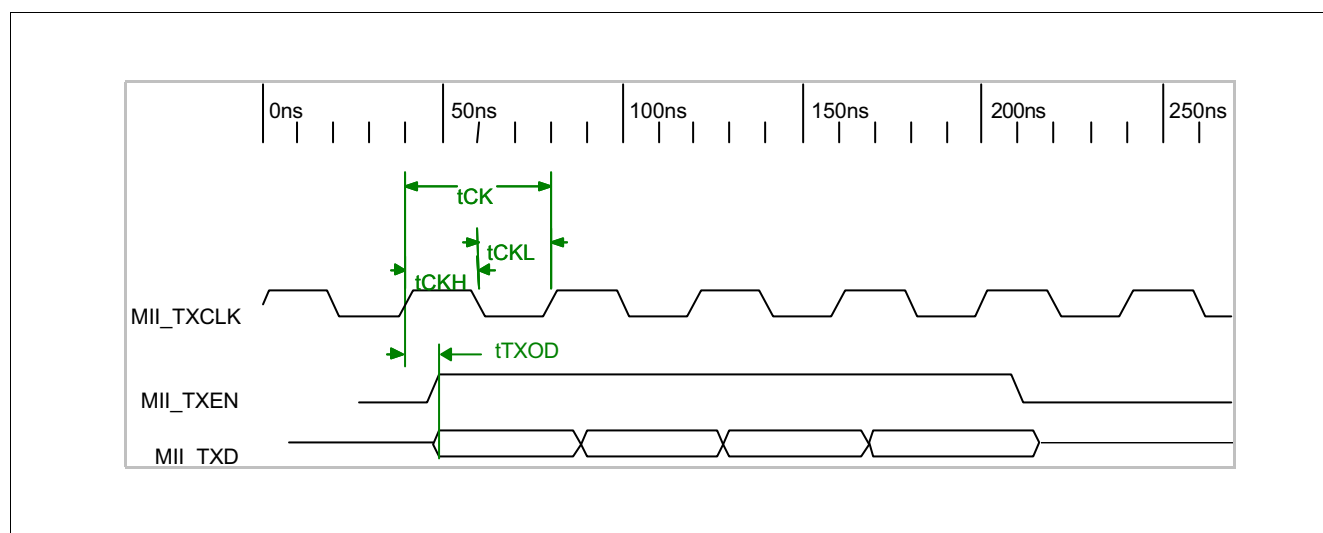 0ns 50ns 100ns 150ns 200ns 250ns
tCK
tCKL
tCKH
MII_TXCLK
tTXOD
MII_TXEN
MII_TXD